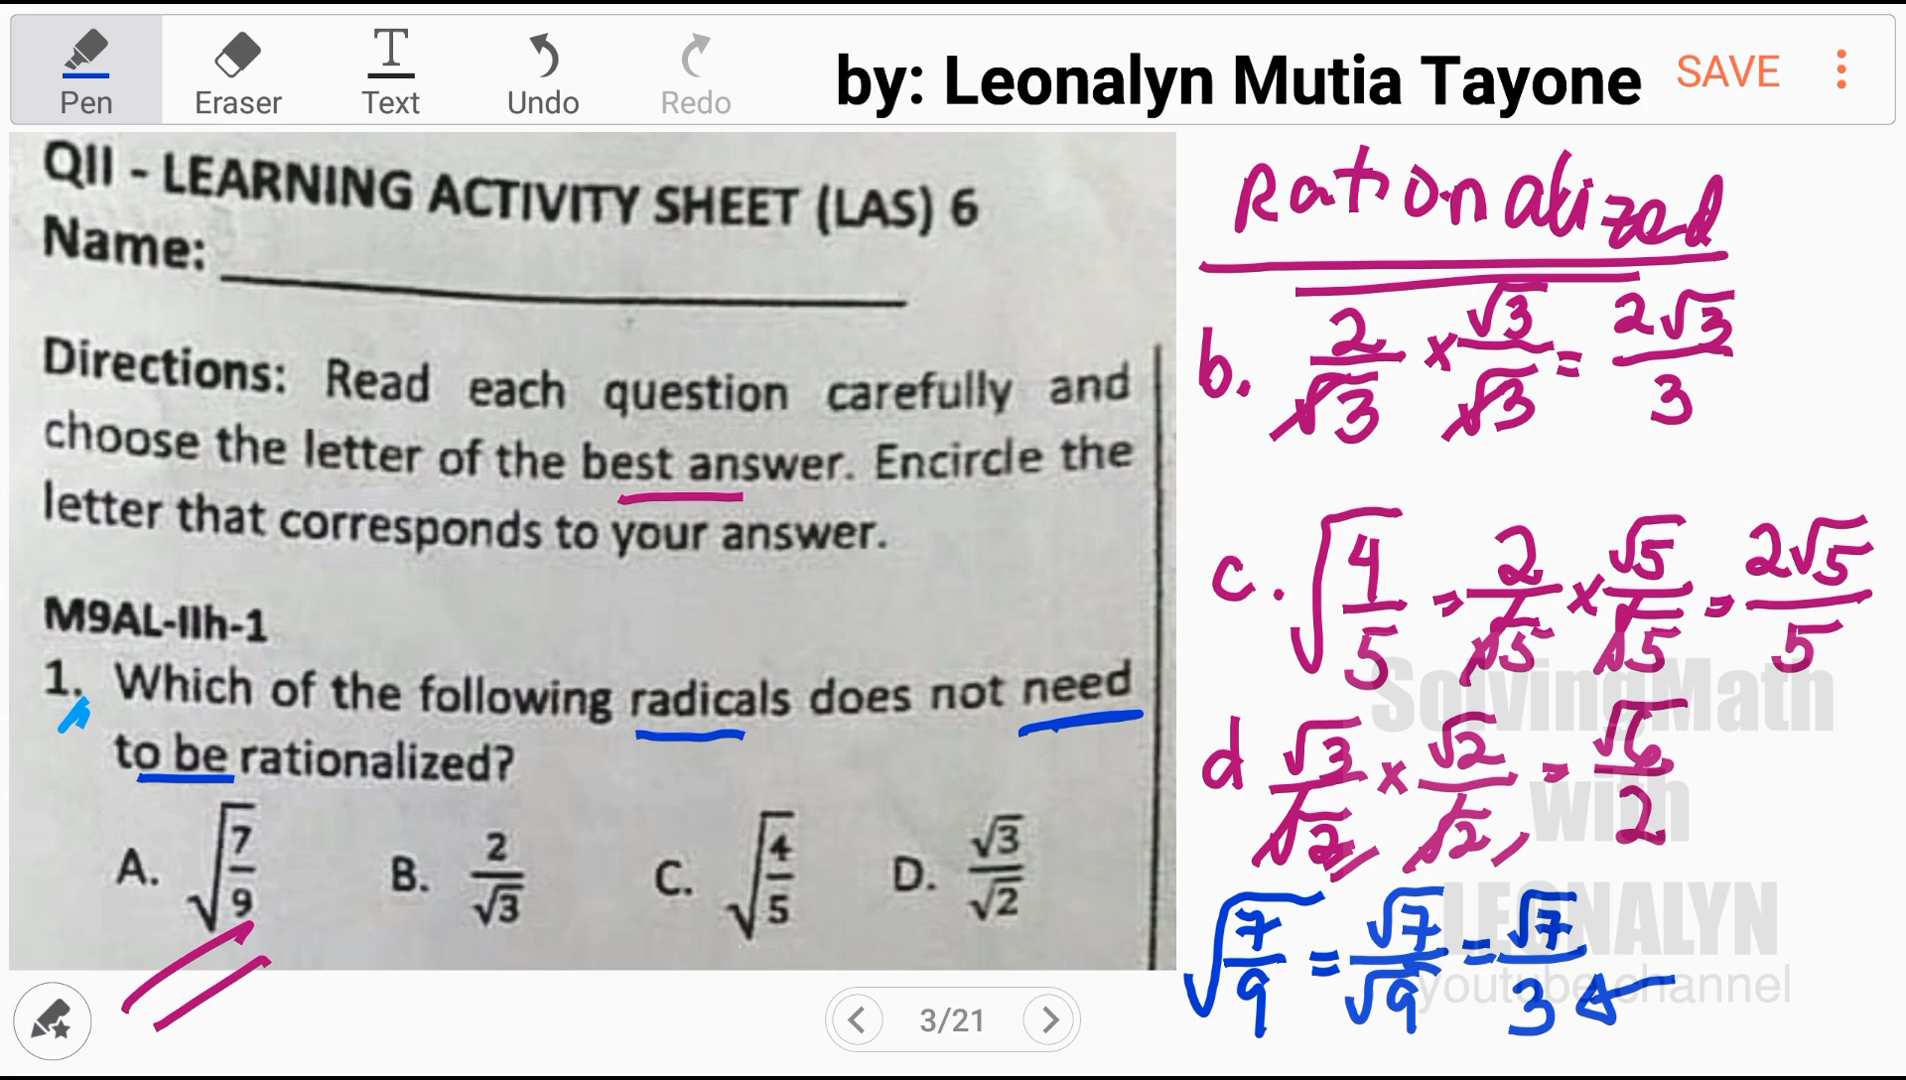 Pen Eraser Text Undo Redo by: Leonalyn Mutia Tayone SAVE
QII - LEARNING ACTIVITY SHEET (LAS) 6
Name:
Directions: Read each question carefully and
choose the letter of the best answer. Encircle the
letter that corresponds to your answer.
M9AL-IIh-1
1. Which of the following radicals does not need
to be rationalized?
A. √(7/9) B. 2/√3 C. √(4/5) D. √3/√2
3/21
Rationalized
b. 2/√3 × √3/√3 = 2√3/3
c. √(4/5) = 2/√5 × √5/√5 = 2√5/5
d √3/√2 × √2/√2 = √6/2
√(7/9) = √7/√9 = √7/3
SolvingMath
with
LEONALYN
youtube channel